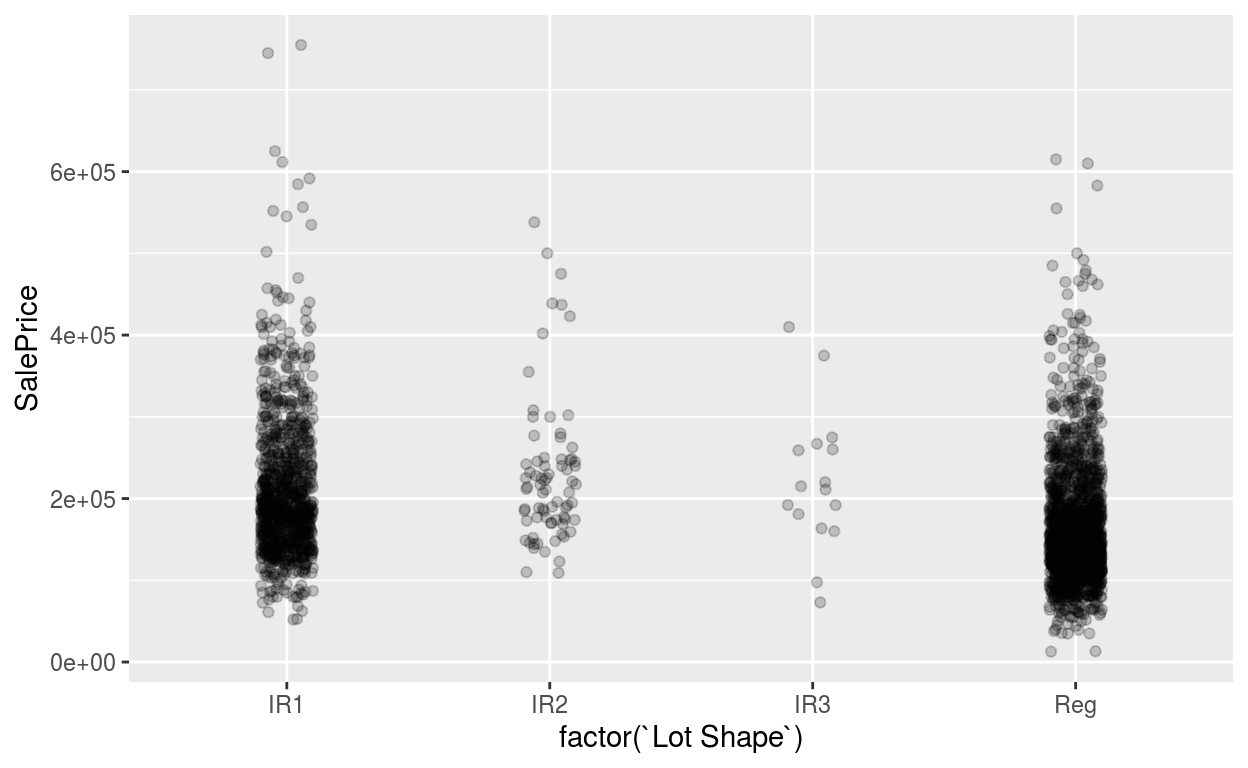 SalePrice
6e+05
4e+05
2e+05
0e+00
IR1 IR2 IR3 Reg
factor(`Lot Shape`)